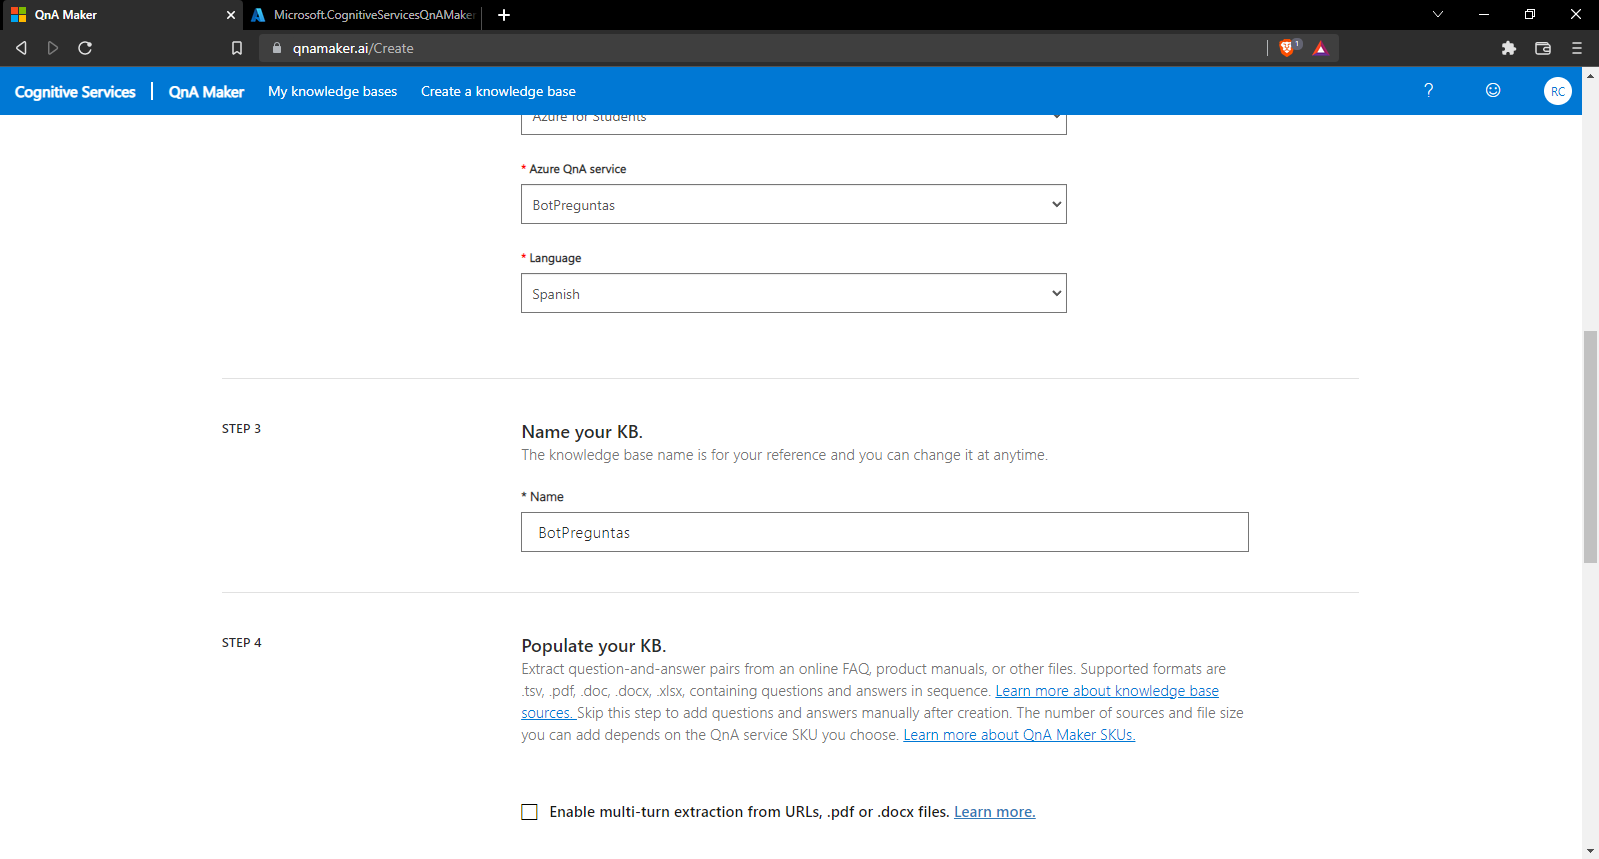 QnA Maker
Microsoft.CognitiveServicesQnAMake
qnamaker.ai/Create
1
Cognitive Services
QnA Maker
My knowledge bases
Create a knowledge base
?
RC
Azure for Students
* Azure QnA service
BotPreguntas
* Language
Spanish
STEP 3
Name your KB.
The knowledge base name is for your reference and you can change it at anytime.
* Name
BotPreguntas
STEP 4
Populate your KB.
Extract question-and-answer pairs from an online FAQ, product manuals, or other files. Supported formats are
.tsv, .pdf, .doc, .docx, .xlsx, containing questions and answers in sequence. Learn more about knowledge base
sources. Skip this step to add questions and answers manually after creation. The number of sources and file size
you can add depends on the QnA service SKU you choose. Learn more about QnA Maker SKUs.
Enable multi-turn extraction from URLs, .pdf or .docx files. Learn more.